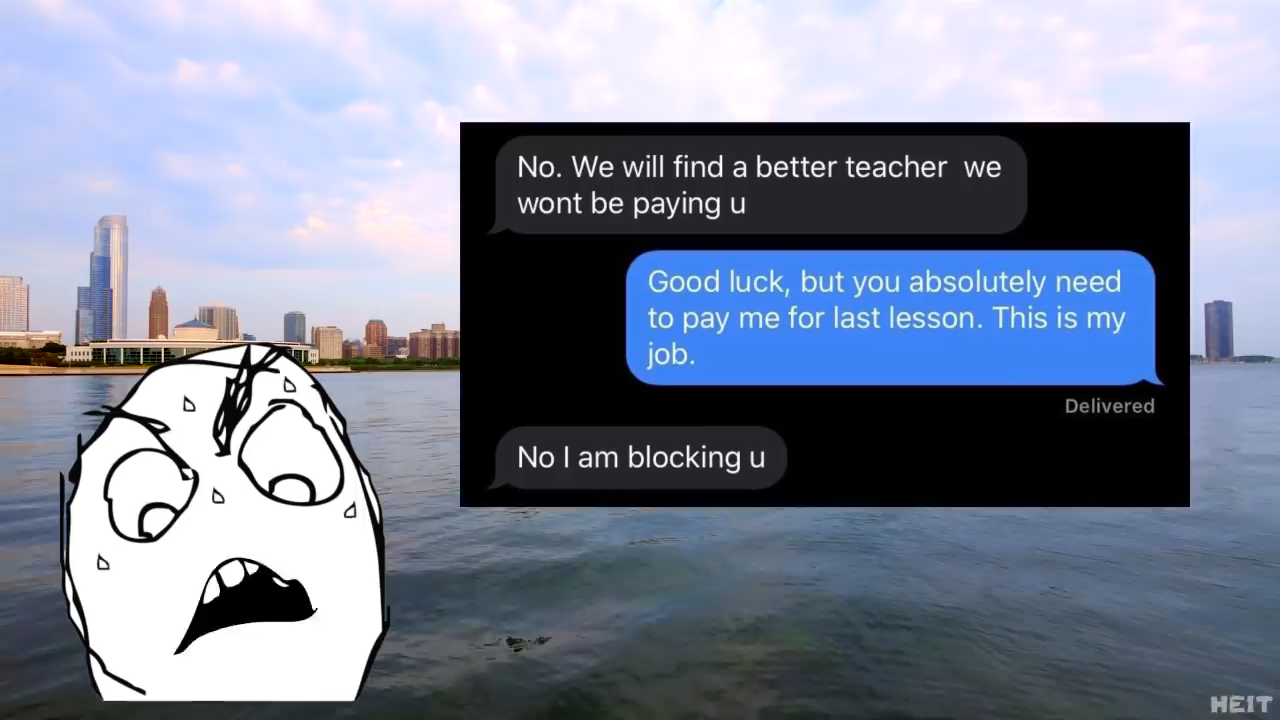 No. We will find a better teacher  we
wont be paying u
Good luck, but you absolutely need
to pay me for last lesson. This is my
job.
Delivered
No I am blocking u
HEIT